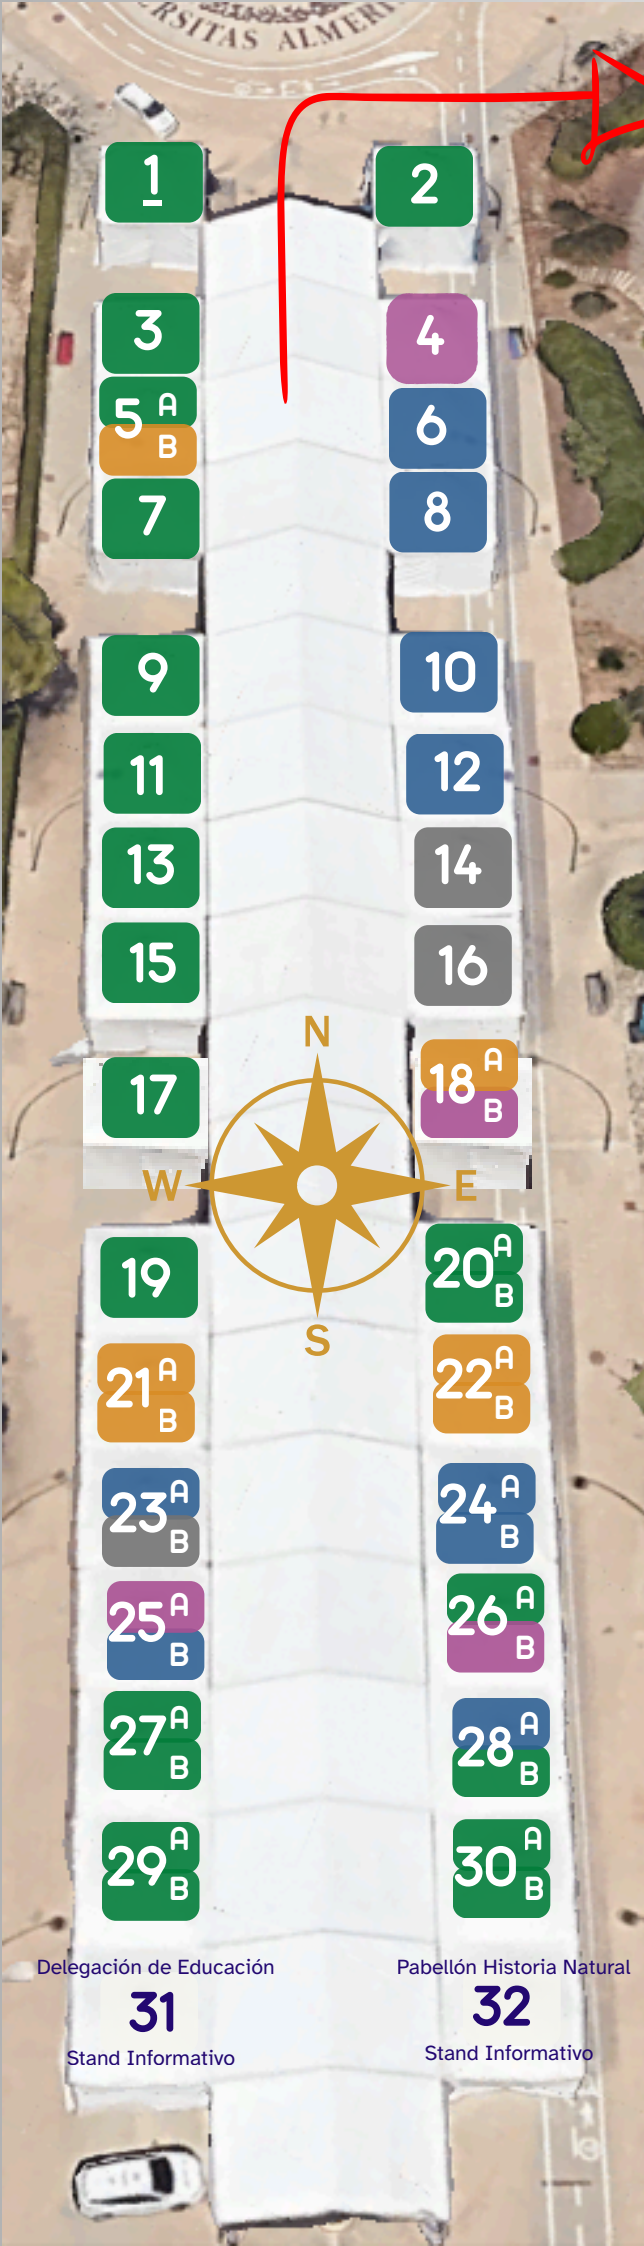 RSITAS ALMERI
1
2
3
4
5 A
B
6
7
8
9
10
11
12
13
14
15
16
N
17
18 A
B
W
E
19
20 A
B
S
21 A
B
22 A
B
23 A
B
24 A
B
25 A
B
26 A
B
27 A
B
28 A
B
29 A
B
30 A
B
Delegación de Educación
31
Stand Informativo
Pabellón Historia Natural
32
Stand Informativo